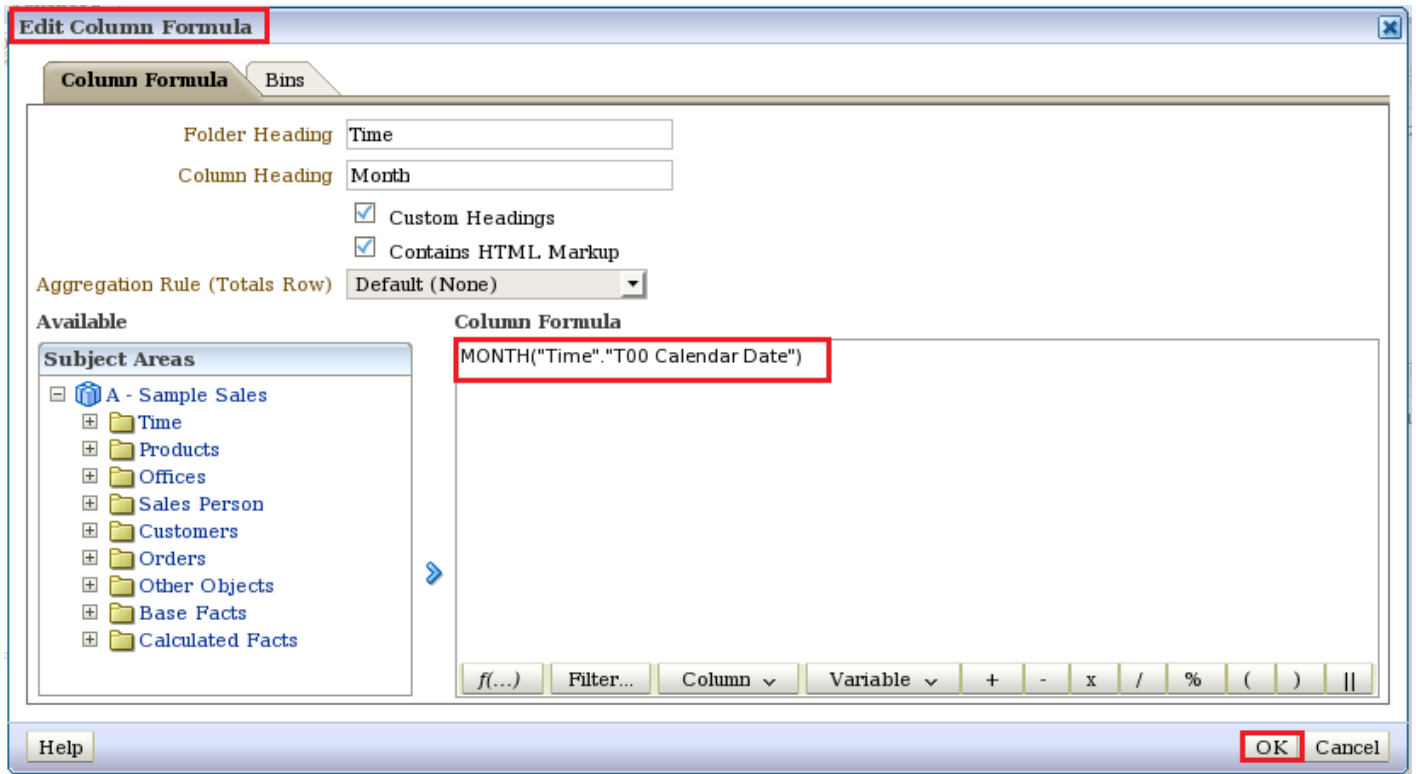 Edit Column Formula
Column Formula
Bins
Folder Heading
Time
Column Heading
Month
Custom Headings
Contains HTML Markup
Aggregation Rule (Totals Row)
Default (None)
Available
Column Formula
Subject Areas
MONTH("Time"."T00 Calendar Date")
A - Sample Sales
Time
Products
Offices
Sales Person
Customers
Orders
Other Objects
Base Facts
Calculated Facts
f(...)
Filter...
Column
Variable
+
-
x
/
%
(
)
||
Help
OK
Cancel